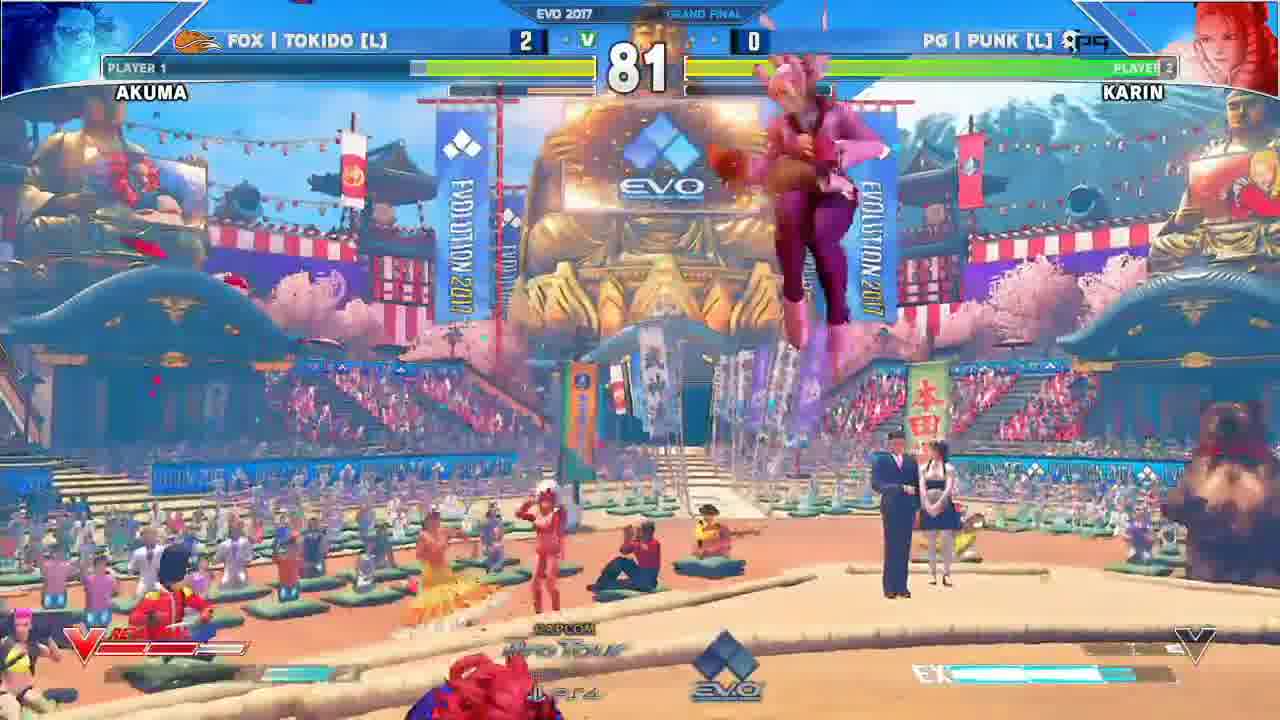 EVO 2017 GRAND FINAL
FOX | TOKIDO [L] 2 V 0 PG | PUNK [L]
81
PLAYER 1 PLAYER 2
AKUMA KARIN
EVO
EVOLUTION 2017
EVOLUTION 2017
本田
CAPCOM
PRO TOUR
PS4
EVO
EX